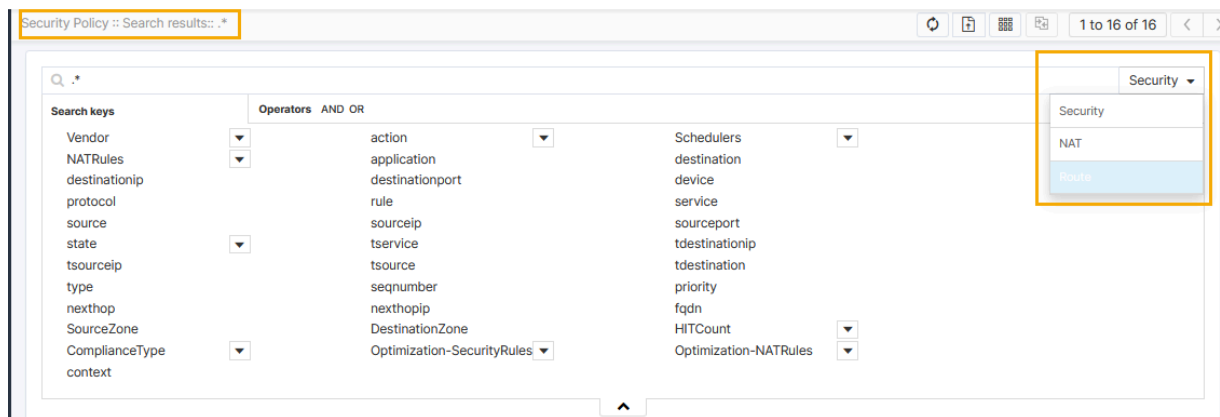 Security Policy :: Search results:: .*
1 to 16 of 16
.*
Security
Search keys
Operators AND OR
Security
Vendor
action
Schedulers
NAT
NATRules
application
destination
destinationip
destinationport
device
Route
protocol
rule
service
source
sourceip
sourceport
state
tservice
tdestinationip
tsourceip
tsource
tdestination
type
seqnumber
priority
nexthop
nexthopip
fqdn
SourceZone
DestinationZone
HITCount
ComplianceType
Optimization-SecurityRules
Optimization-NATRules
context